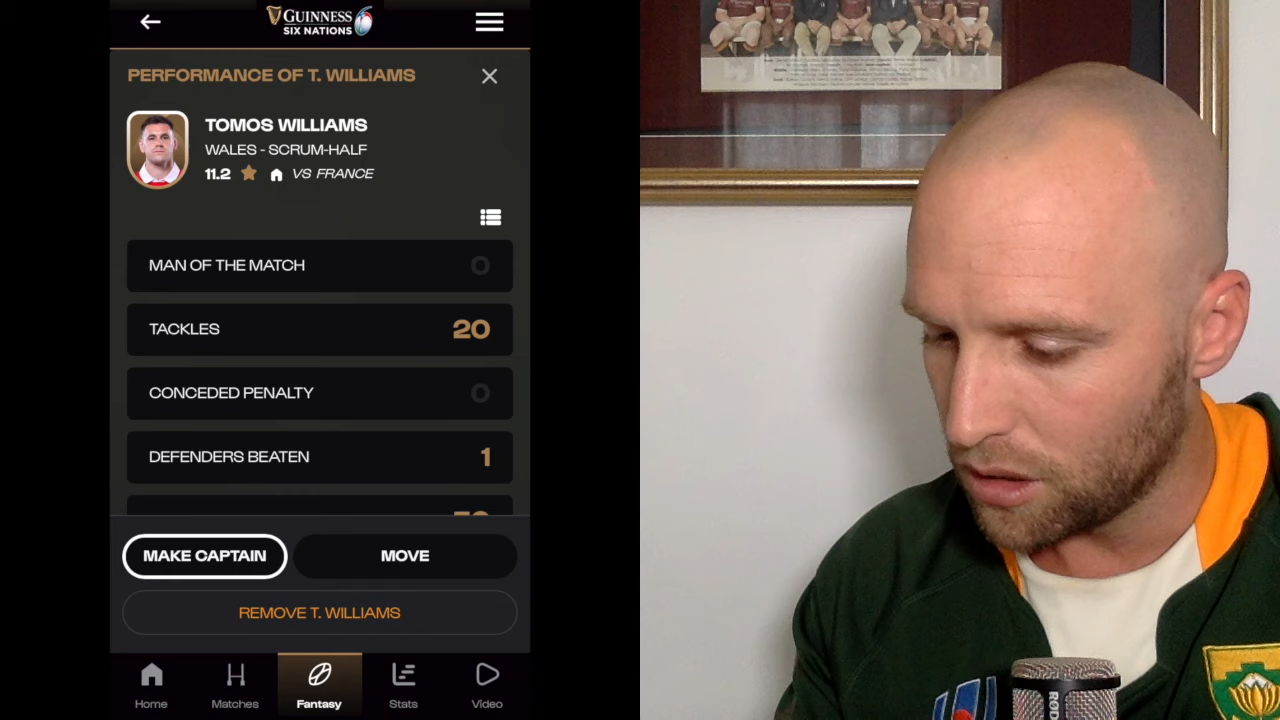 GUINNESS
SIX NATIONS
PERFORMANCE OF T. WILLIAMS
TOMOS WILLIAMS
WALES - SCRUM-HALF
11.2 VS FRANCE
MAN OF THE MATCH 0
TACKLES 20
CONCEDED PENALTY 0
DEFENDERS BEATEN 1
MAKE CAPTAIN MOVE
REMOVE T. WILLIAMS
Home Matches Fantasy Stats Video
RØDE